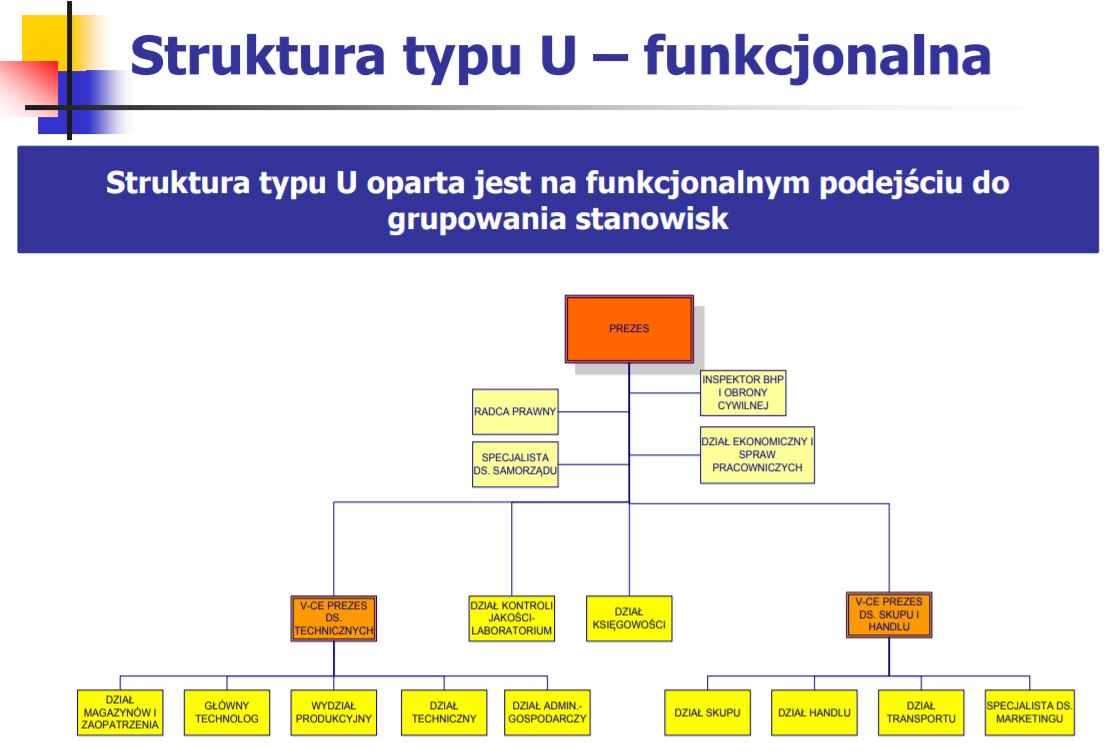 Struktura typu U – funkcjonalna
Struktura typu U oparta jest na funkcjonalnym podejściu do
grupowania stanowisk
PREZES
RADCA PRAWNY
INSPEKTOR BHP
I OBRONY
CYWILNEJ
SPECJALISTA
DS. SAMORZĄDU
DZIAŁ EKONOMICZNY I
SPRAW
PRACOWNICZYCH
V-CE PREZES
DS.
TECHNICZNYCH
DZIAŁ KONTROLI
JAKOŚCI-
LABORATORIUM
DZIAŁ
KSIĘGOWOŚCI
V-CE PREZES
DS. SKUPU I
HANDLU
DZIAŁ
MAGAZYNÓW I
ZAOPATRZENIA
GŁÓWNY
TECHNOLOG
WYDZIAŁ
PRODUKCYJNY
DZIAŁ
TECHNICZNY
DZIAŁ ADMIN.-
GOSPODARCZY
DZIAŁ SKUPU
DZIAŁ HANDLU
DZIAŁ
TRANSPORTU
SPECJALISTA DS.
MARKETINGU